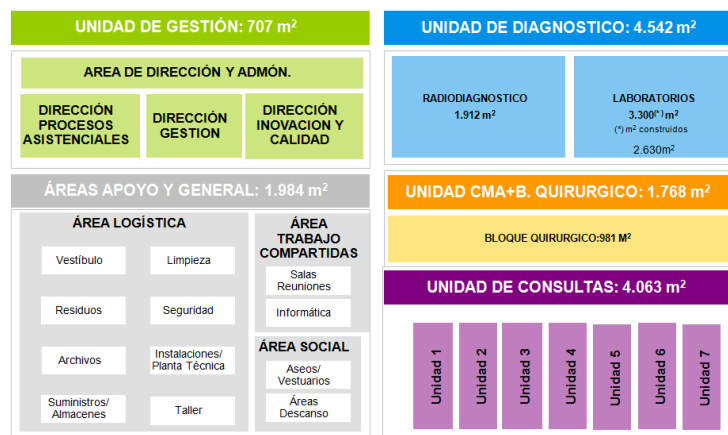 UNIDAD DE GESTIÓN: 707 m²
AREA DE DIRECCIÓN Y ADMÓN.
DIRECCIÓN
PROCESOS
ASISTENCIALES
DIRECCIÓN
GESTION
DIRECCIÓN
INOVACION Y
CALIDAD
ÁREAS APOYO Y GENERAL: 1.984 m²
ÁREA LOGÍSTICA
Vestíbulo
Limpieza
Residuos
Seguridad
Archivos
Instalaciones/
Planta Técnica
Suministros/
Almacenes
Taller
ÁREA
TRABAJO
COMPARTIDAS
Salas
Reuniones
Informática
ÁREA SOCIAL
Aseos/
Vestuarios
Áreas
Descanso
UNIDAD DE DIAGNOSTICO: 4.542 m²
RADIODIAGNOSTICO
1.912 m²
LABORATORIOS
3.300(*) m²
(*) m² construidos
2.630m²
UNIDAD CMA+B. QUIRURGICO: 1.768 m²
BLOQUE QUIRURGICO:981 M²
UNIDAD DE CONSULTAS: 4.063 m²
Unidad 1
Unidad 2
Unidad 3
Unidad 4
Unidad 5
Unidad 6
Unidad 7